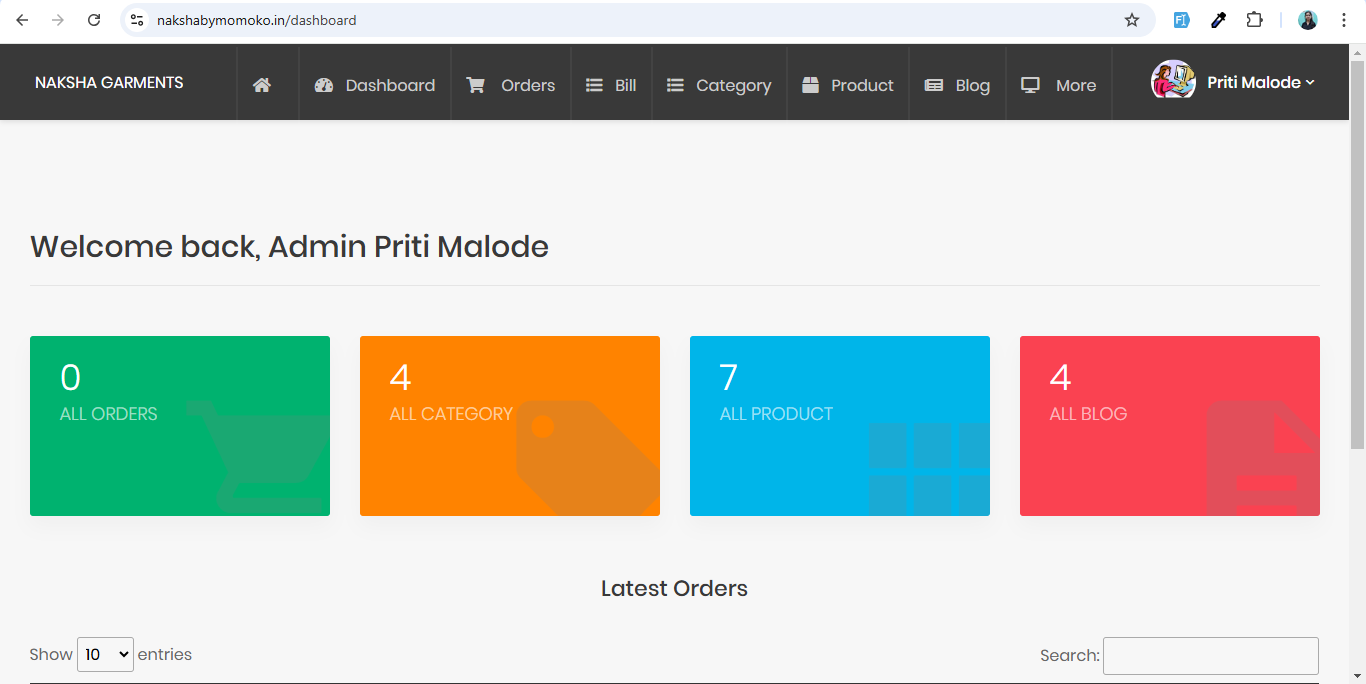 nakshabymomoko.in/dashboard
NAKSHA GARMENTS
Dashboard
Orders
Bill
Category
Product
Blog
More
Priti Malode
Welcome back, Admin Priti Malode
0
ALL ORDERS
4
ALL CATEGORY
7
ALL PRODUCT
4
ALL BLOG
Latest Orders
Show 10 entries
Search: